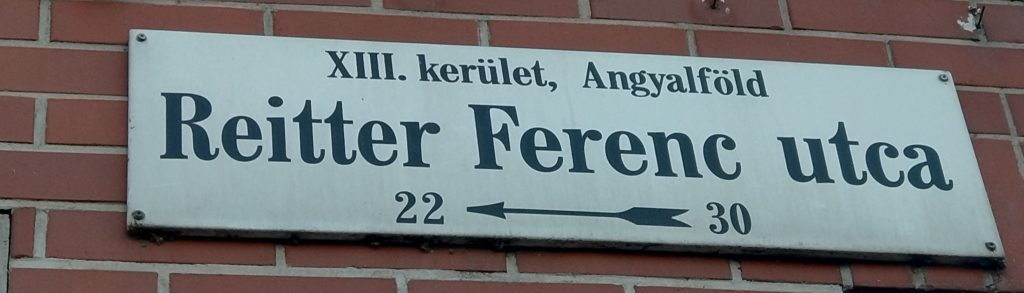 XIII. kerület, Angyalföld
Reitter Ferenc utca
22 30